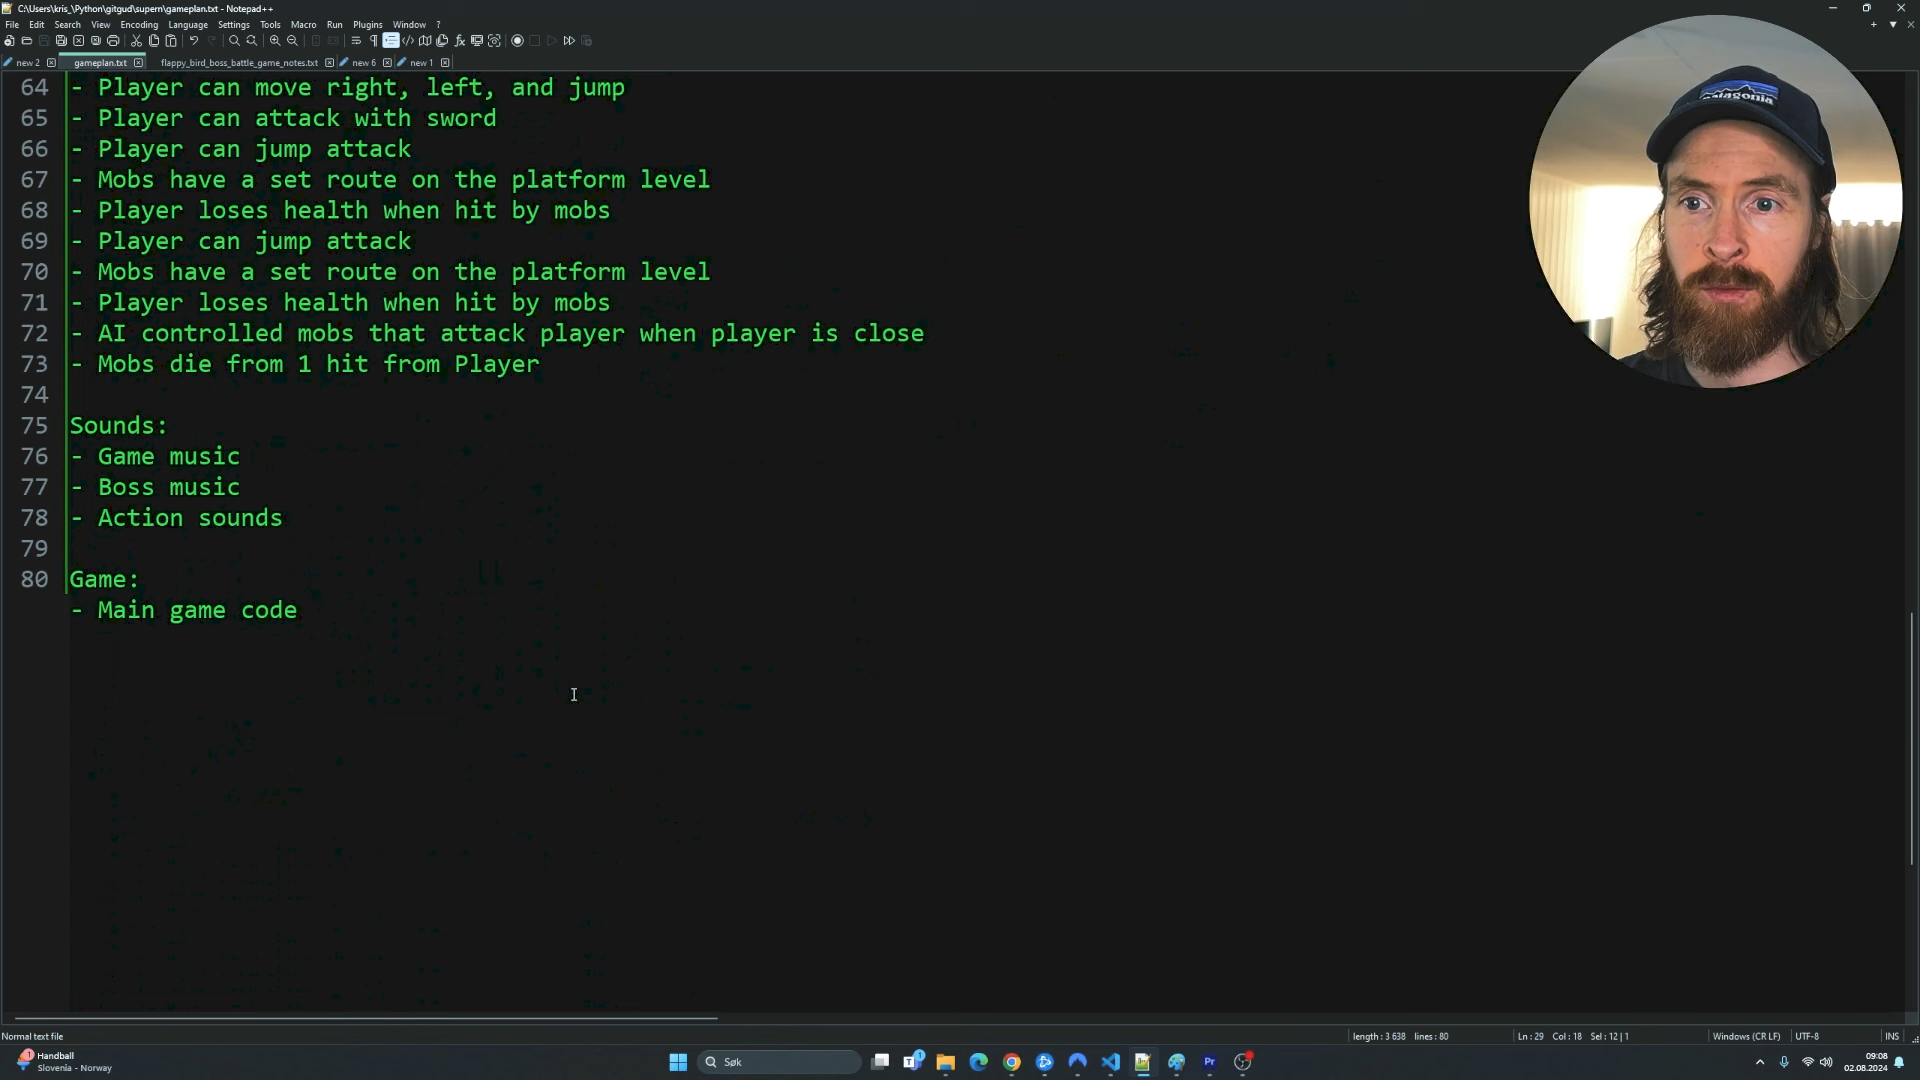 C:\Users\kris_\Python\gitgud\supern\gameplan.txt - Notepad++
File Edit Search View Encoding Language Settings Tools Macro Run Plugins Window ?
new 2 gameplan.txt flappy_bird_boss_battle_game_notes.txt new 6 new 1
64 - Player can move right, left, and jump
65 - Player can attack with sword
66 - Player can jump attack
67 - Mobs have a set route on the platform level
68 - Player loses health when hit by mobs
69 - Player can jump attack
70 - Mobs have a set route on the platform level
71 - Player loses health when hit by mobs
72 - AI controlled mobs that attack player when player is close
73 - Mobs die from 1 hit from Player
74
75 Sounds:
76 - Game music
77 - Boss music
78 - Action sounds
79
80 Game:
- Main game code
patagonia
Normal text file length : 3 638 lines : 80 Ln : 29 Col : 18 Sel : 12 | 1 Windows (CR LF) UTF-8 INS
Handball
Slovenia - Norway
Søk
09:08
02.08.2024